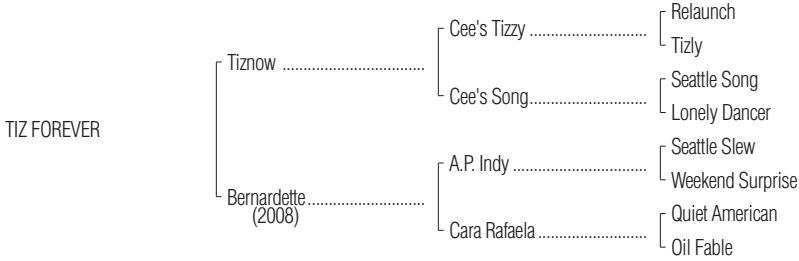 Relaunch
Cee's Tizzy ..............................
Tizly
Tiznow ....................................
Seattle Song
Cee's Song..............................
Lonely Dancer
TIZ FOREVER
Seattle Slew
A.P. Indy ..................................
Weekend Surprise
Bernardette..............................
(2008)
Quiet American
Cara Rafaela ............................
Oil Fable